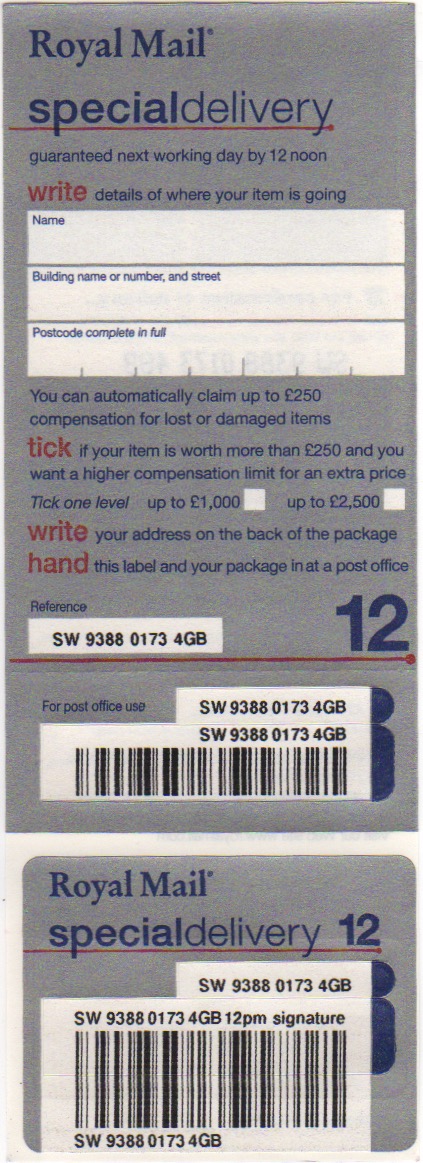 Royal Mail®
specialdelivery
guaranteed next working day by 12 noon
write details of where your item is going
Name
Building name or number, and street
Postcode complete in full
You can automatically claim up to £250
compensation for lost or damaged items
tick if your item is worth more than £250 and you
want a higher compensation limit for an extra price
Tick one level up to £1,000 up to £2,500
write your address on the back of the package
hand this label and your package in at a post office
Reference
12
SW 9388 0173 4GB
For post office use
SW 9388 0173 4GB
SW 9388 0173 4GB
Royal Mail®
specialdelivery 12
SW 9388 0173 4GB
SW 9388 0173 4GB 12pm signature
SW 9388 0173 4GB